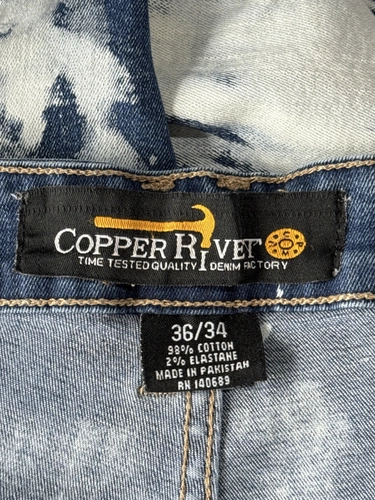 COPPER RIVET
TIME TESTED QUALITY DENIM FACTORY
36/34
98% COTTON
2% ELASTANE
MADE IN PAKISTAN
RN 140689